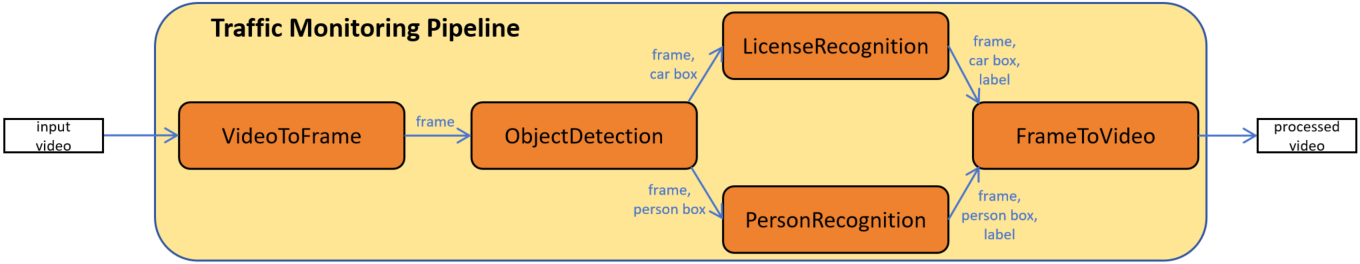 Traffic Monitoring Pipeline
input
video
VideoToFrame
frame
ObjectDetection
frame,
car box
LicenseRecognition
frame,
car box,
label
frame,
person box
PersonRecognition
frame,
person box,
label
FrameToVideo
processed
video